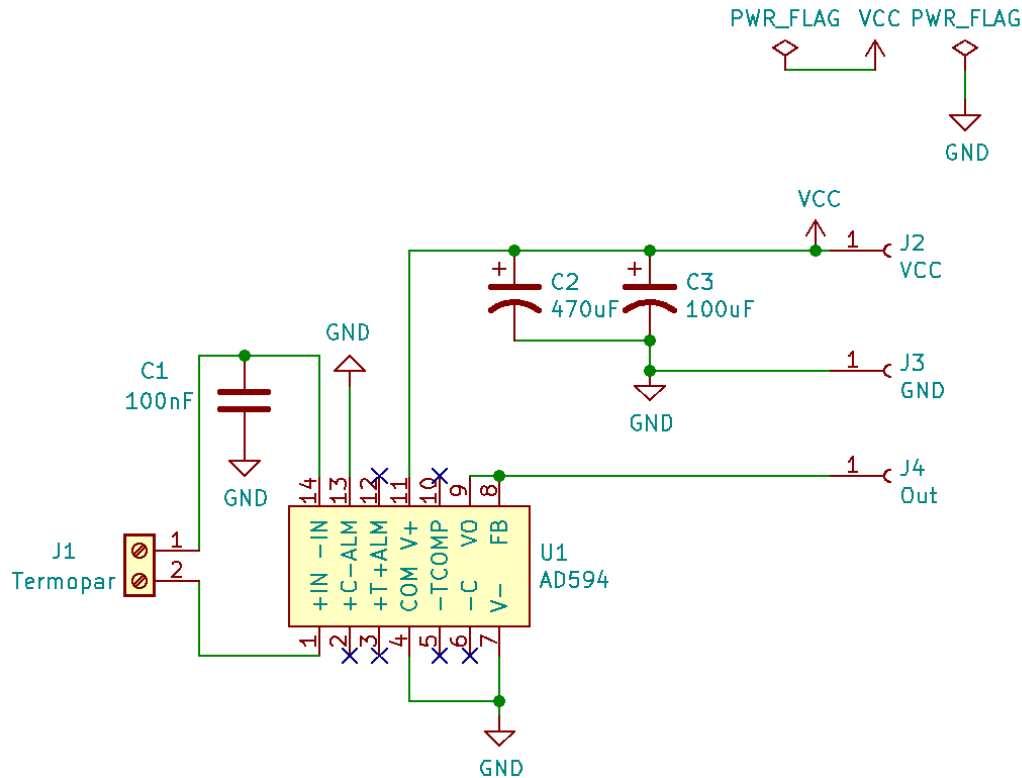 PWR_FLAG VCC PWR_FLAG
GND
VCC
1 J2
VCC
+ C2
470uF
+ C3
100uF
GND
C1
100nF
1 J3
GND
GND
GND
1 J4
Out
14 13 12 11 10 9 8
-IN -ALM +ALM V+ COMP VO FB
+IN +C +T COM -T -C V-
U1
AD594
J1
Termopar
1
2
1 2 3 4 5 6 7
GND